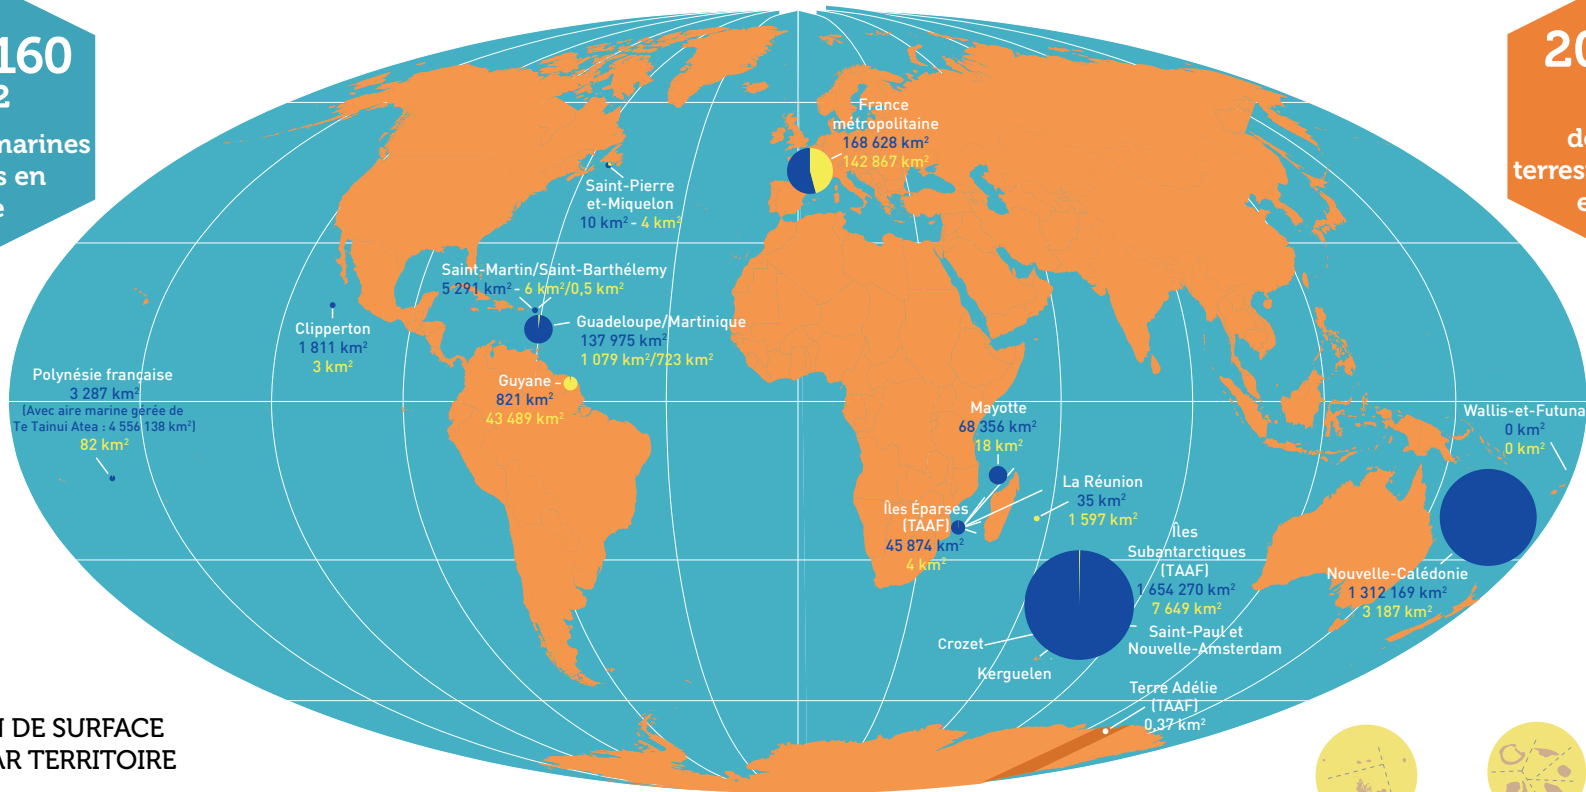 160
2
marines
s en
e
20
de
terres
e
France
métropolitaine
168 628 km²
142 867 km²
Saint-Pierre
et-Miquelon
10 km² - 4 km²
Saint-Martin/Saint-Barthélemy
5 291 km² - 6 km²/0,5 km²
Guadeloupe/Martinique
137 975 km²
1 079 km²/723 km²
Clipperton
1 811 km²
3 km²
Polynésie française
3 287 km²
(Avec aire marine gérée de
Te Tainui Atea : 4 556 138 km²)
82 km²
Guyane
821 km²
43 489 km²
Mayotte
68 356 km²
18 km²
Wallis-et-Futuna
0 km²
0 km²
La Réunion
35 km²
1 597 km²
Îles Éparses
(TAAF)
45 874 km²
4 km²
Îles
Subantarctiques
(TAAF)
1 654 270 km²
7 649 km²
Nouvelle-Calédonie
1 312 169 km²
3 187 km²
Crozet
Saint-Paul et
Nouvelle-Amsterdam
Kerguelen
Terre Adélie
(TAAF)
0,37 km²
N DE SURFACE
AR TERRITOIRE